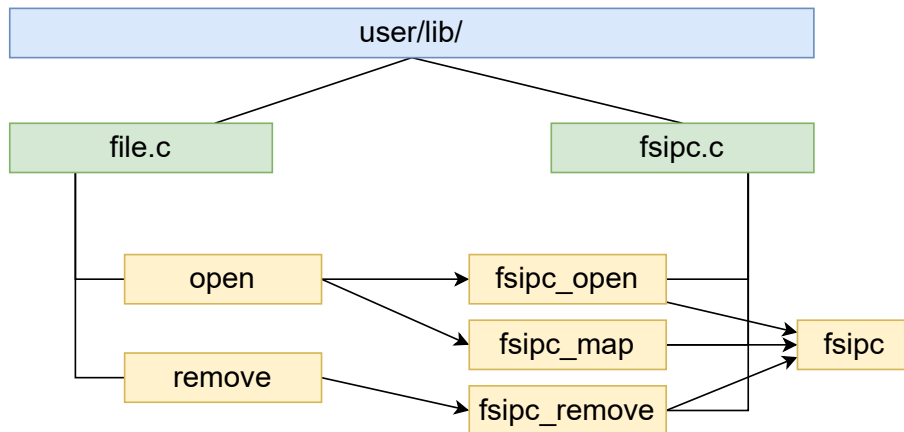 user/lib/
file.c
fsipc.c
open
fsipc_open
fsipc_map
fsipc
remove
fsipc_remove